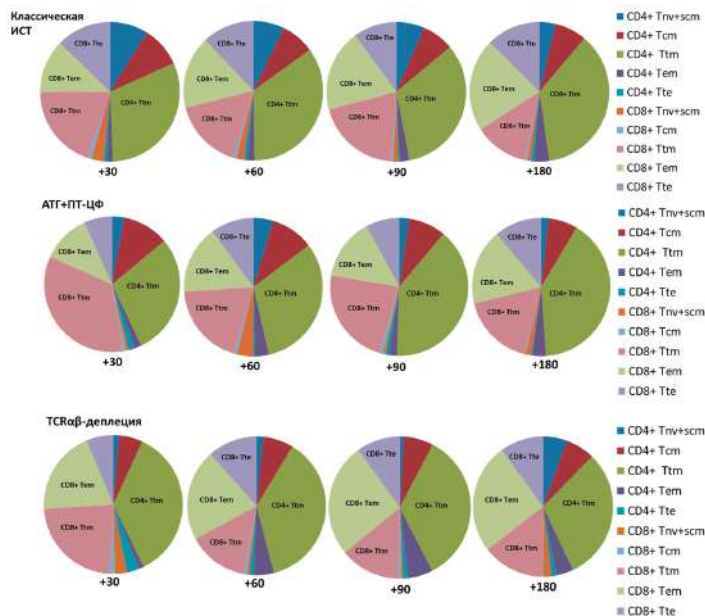 Классическая
ИСТ
CD8+ Tte
CD8+ Tem
CD8+ Ttm
CD4+ Ttm
+30
CD8+ Tte
CD8+ Tem
CD8+ Ttm
CD4+ Ttm
+60
CD8+ Tte
CD8+ Tem
CD8+ Ttm
CD4+ Ttm
+90
CD8+ Tte
CD8+ Tem
CD8+ Ttm
CD4+ Ttm
+180
CD4+ Tnv+scm
CD4+ Tcm
CD4+ Ttm
CD4+ Tem
CD4+ Tte
CD8+ Tnv+scm
CD8+ Tcm
CD8+ Ttm
CD8+ Tem
CD8+ Tte
АТГ+ПТ-ЦФ
CD8+ Tem
CD8+ Ttm
CD4+ Ttm
+30
CD8+ Tte
CD8+ Tem
CD8+ Ttm
CD4+ Ttm
+60
CD8+ Tem
CD8+ Ttm
CD4+ Ttm
+90
CD8+ Tte
CD8+ Tem
CD8+ Ttm
CD4+ Ttm
+180
CD4+ Tnv+scm
CD4+ Tcm
CD4+ Ttm
CD4+ Tem
CD4+ Tte
CD8+ Tnv+scm
CD8+ Tcm
CD8+ Ttm
CD8+ Tem
CD8+ Tte
TCRαβ-деплеция
CD8+ Tem
CD8+ Ttm
CD4+ Ttm
+30
CD8+ Tte
CD8+ Tem
CD8+ Ttm
CD4+ Ttm
+60
CD8+ Tte
CD8+ Tem
CD8+ Ttm
CD4+ Ttm
+90
CD8+ Tte
CD8+ Tem
CD8+ Ttm
CD4+ Ttm
+180
CD4+ Tnv+scm
CD4+ Tcm
CD4+ Ttm
CD4+ Tem
CD4+ Tte
CD8+ Tnv+scm
CD8+ Tcm
CD8+ Ttm
CD8+ Tem
CD8+ Tte